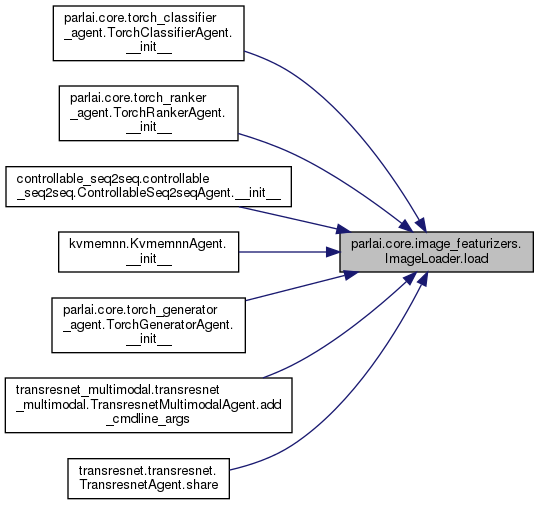 parlai.core.torch_classifier
_agent.TorchClassifierAgent.
__init__
parlai.core.torch_ranker
_agent.TorchRankerAgent.
__init__
controllable_seq2seq.controllable
_seq2seq.ControllableSeq2seqAgent.__init__
kvmemnn.KvmemnnAgent.
__init__
parlai.core.torch_generator
_agent.TorchGeneratorAgent.
__init__
transresnet_multimodal.transresnet
_multimodal.TransresnetMultimodalAgent.add
_cmdline_args
transresnet.transresnet.
TransresnetAgent.share
parlai.core.image_featurizers.
ImageLoader.load